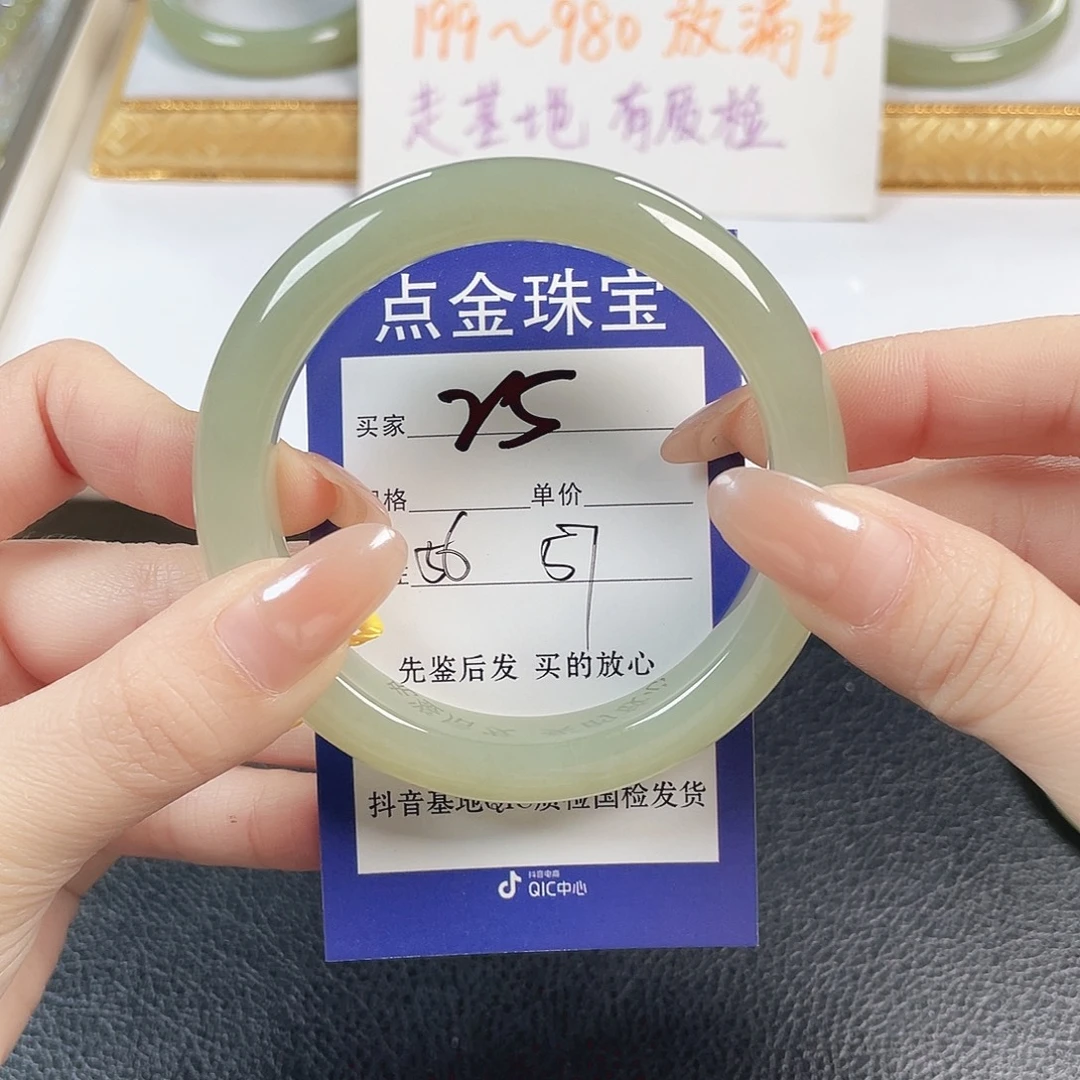 199～980 放漏中
走基地 有质检
点金珠宝
买家 25
格 单价
56 57
先鉴后发 买的放心
抖音基地QIC质检国检发货
抖音电商
QIC中心